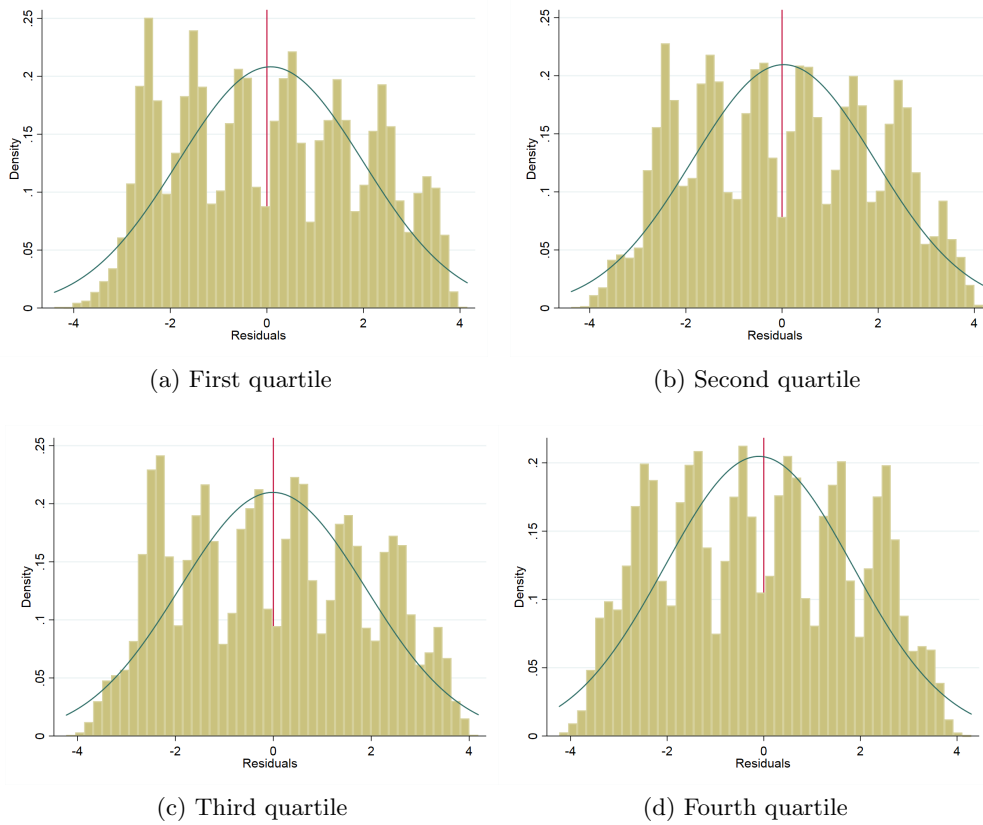 .25
.2
.15
.1
.05
0
Density
-4 -2 0 2 4
Residuals
(a) First quartile
.25
.2
.15
.1
.05
0
Density
-4 -2 0 2 4
Residuals
(b) Second quartile
.25
.2
.15
.1
.05
0
Density
-4 -2 0 2 4
Residuals
(c) Third quartile
.2
.15
.1
.05
0
Density
-4 -2 0 2 4
Residuals
(d) Fourth quartile